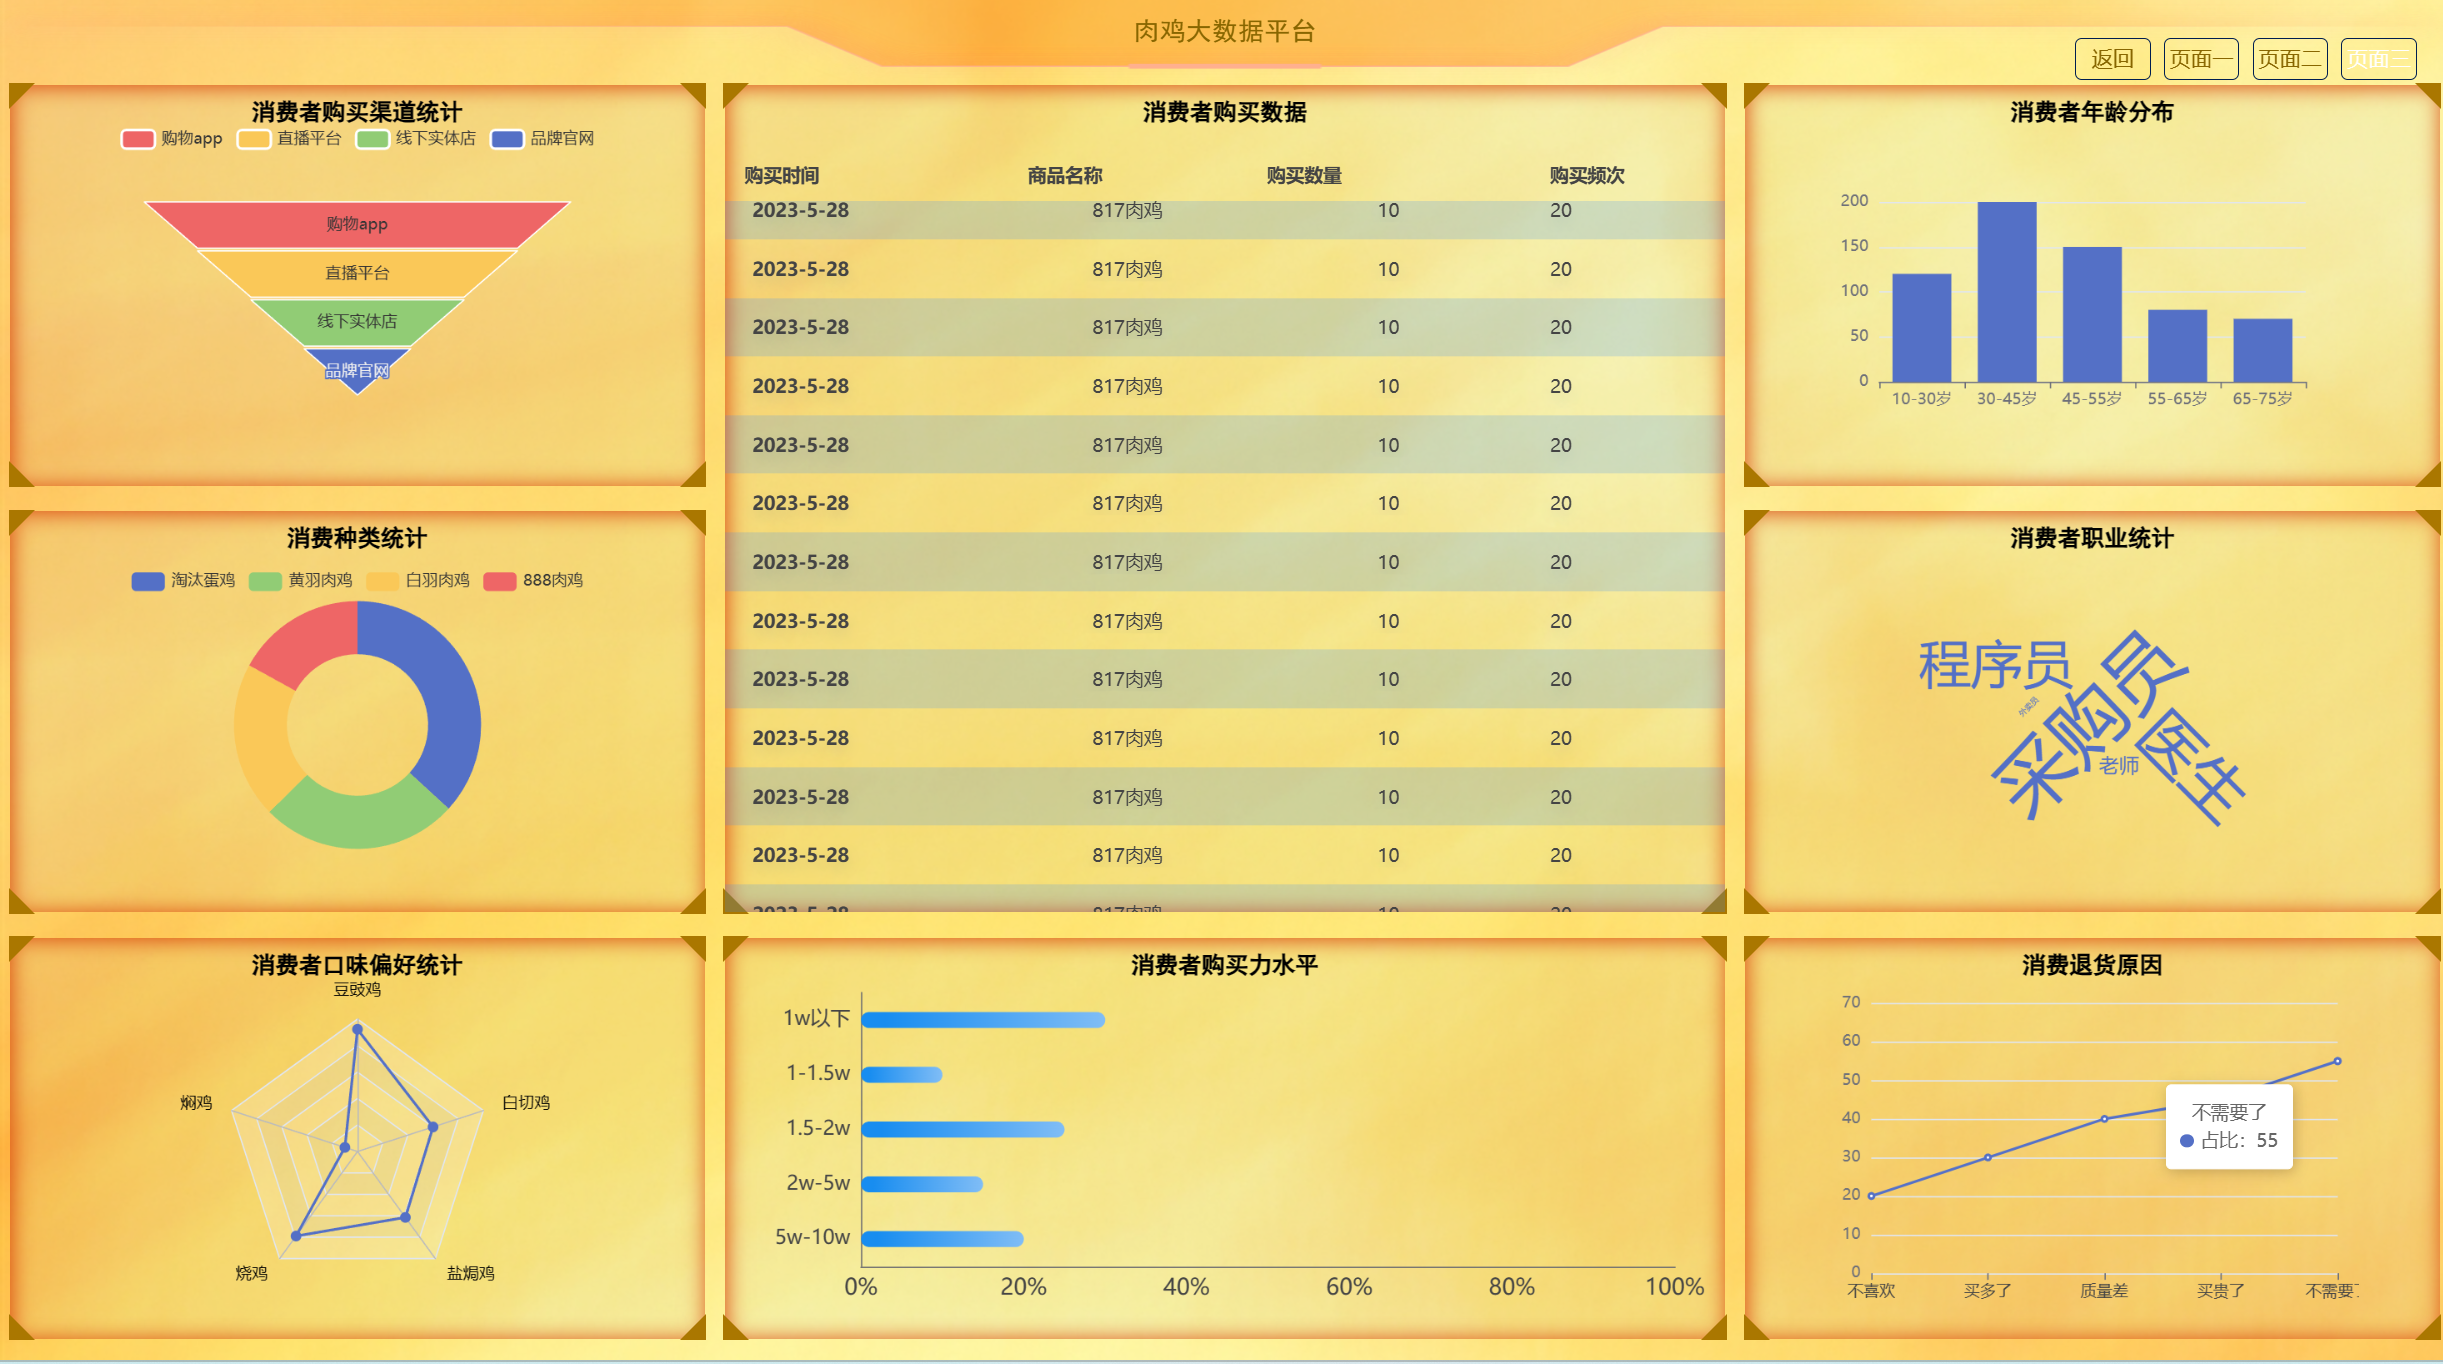 肉鸡大数据平台
返回 页面一 页面二 页面三
消费者购买渠道统计
购物app 直播平台 线下实体店 品牌官网
购物app
直播平台
线下实体店
品牌官网
消费种类统计
淘汰蛋鸡 黄羽肉鸡 白羽肉鸡 888肉鸡
消费者口味偏好统计
豆豉鸡
焖鸡
白切鸡
烧鸡
盐焗鸡
消费者购买数据
购买时间 商品名称 购买数量 购买频次
2023-5-28 817肉鸡 10 20
2023-5-28 817肉鸡 10 20
2023-5-28 817肉鸡 10 20
2023-5-28 817肉鸡 10 20
2023-5-28 817肉鸡 10 20
2023-5-28 817肉鸡 10 20
2023-5-28 817肉鸡 10 20
2023-5-28 817肉鸡 10 20
2023-5-28 817肉鸡 10 20
2023-5-28 817肉鸡 10 20
2023-5-28 817肉鸡 10 20
2023-5-28 817肉鸡 10 20
2023-5-28 817肉鸡 10 20
消费者购买力水平
1w以下
1-1.5w
1.5-2w
2w-5w
5w-10w
0% 20% 40% 60% 80% 100%
消费者年龄分布
200
150
100
50
0
10-30岁 30-45岁 45-55岁 55-65岁 65-75岁
消费者职业统计
程序员
采购员
外卖员
医生
老师
消费退货原因
70
60
50
40
30
20
10
0
不需要了
占比: 55
不喜欢 买多了 质量差 买贵了 不需要